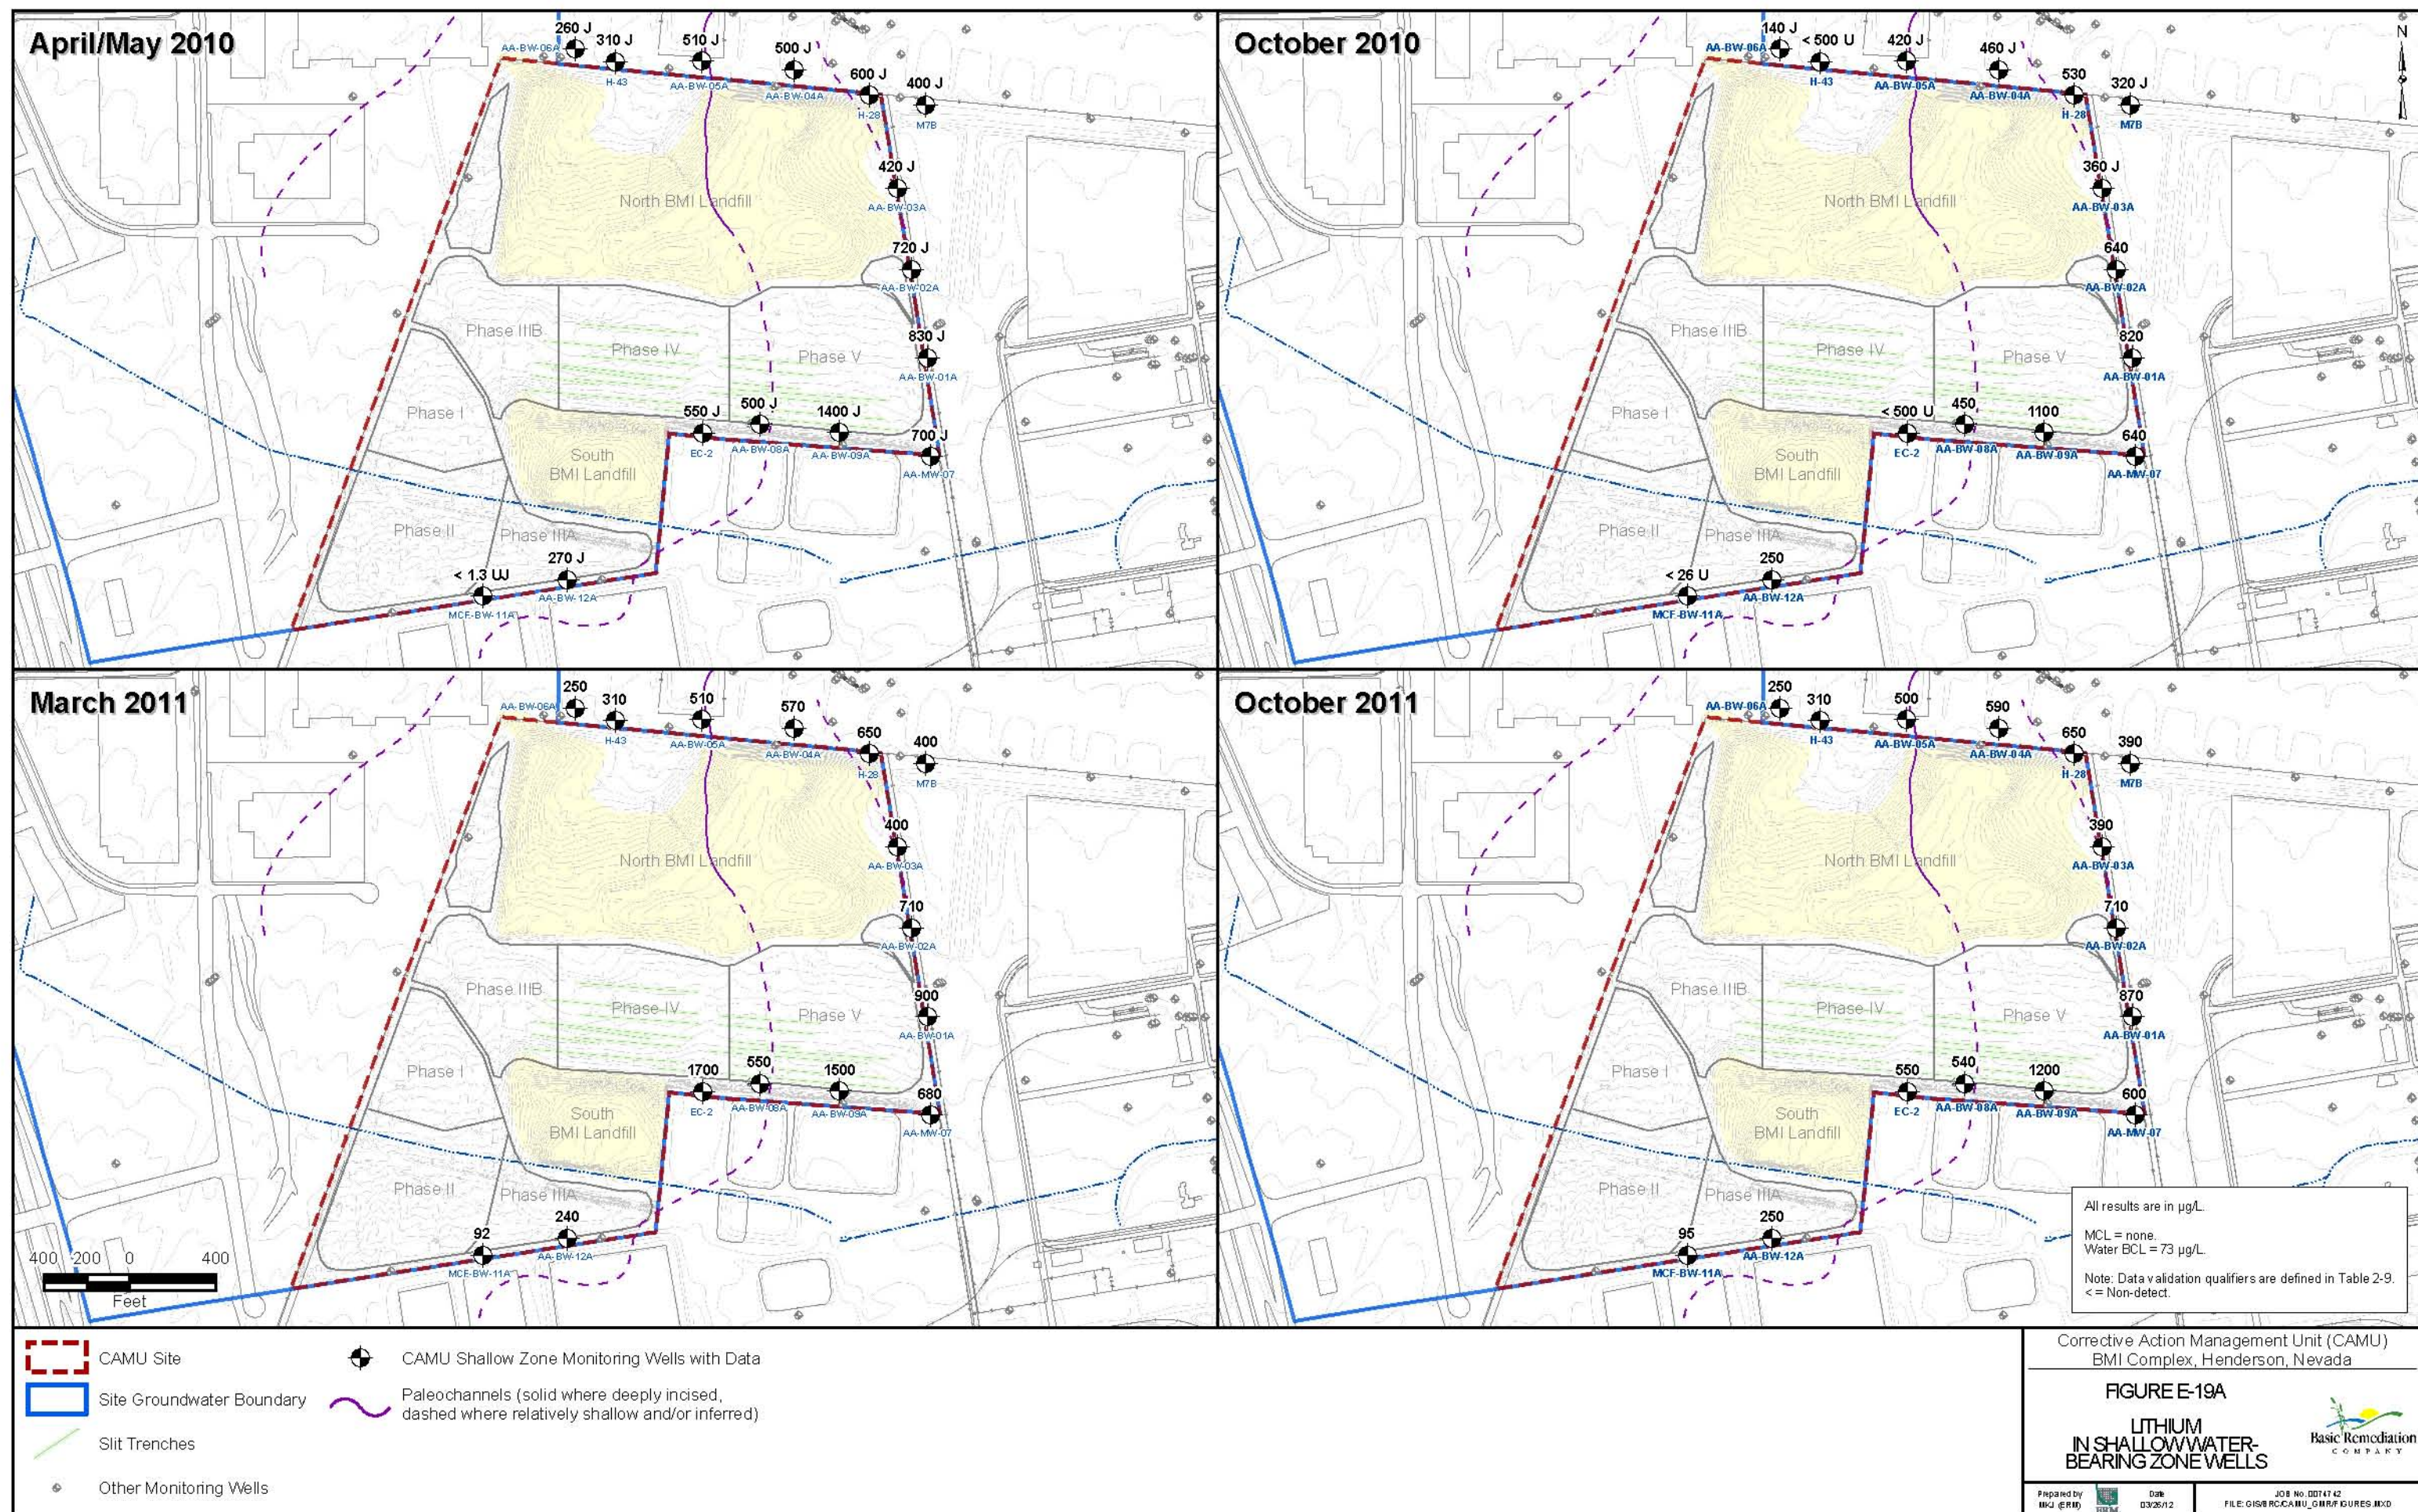 April/May 2010
260 J
310 J
510 J
500 J
600 J
400 J
AA-BW-06A
H-43
AA-BW-05A
AA-BW-04A
H-28
M7B
420 J
AA-BW-03A
North BMI Landfill
720 J
AA-BW-02A
Phase IIIB
Phase IV
Phase V
830 J
AA-BW-01A
Phase I
550 J
500 J
1400 J
700 J
EC-2
AA-BW-08A
AA-BW-09A
AA-MW-07
South
BMI Landfill
Phase II
Phase IIIA
< 1.3 UJ
270 J
MCF-BW-11A
AA-BW-12A
October 2010
N
140 J
< 500 U
420 J
460 J
530
320 J
AA-BW-06A
H-43
AA-BW-05A
AA-BW-04A
H-28
M7B
360 J
AA-BW-03A
North BMI Landfill
640
AA-BW-02A
Phase IIIB
Phase IV
Phase V
820
AA-BW-01A
Phase I
< 500 U
450
1100
640
EC-2
AA-BW-08A
AA-BW-09A
AA-MW-07
South
BMI Landfill
Phase II
Phase IIIA
< 26 U
250
MCF-BW-11A
AA-BW-12A
March 2011
250
310
510
570
650
400
AA-BW-06A
H-43
AA-BW-05A
AA-BW-04A
H-28
M7B
400
AA-BW-03A
North BMI Landfill
710
AA-BW-02A
Phase IIIB
Phase IV
Phase V
900
AA-BW-01A
Phase I
1700
550
1500
680
EC-2
AA-BW-08A
AA-BW-09A
AA-MW-07
South
BMI Landfill
Phase II
Phase IIIA
92
240
MCF-BW-11A
AA-BW-12A
400 200 0 400
Feet
October 2011
250
310
500
590
650
390
AA-BW-06A
H-43
AA-BW-05A
AA-BW-04A
H-28
M7B
390
AA-BW-03A
North BMI Landfill
710
AA-BW-02A
Phase IIIB
Phase IV
Phase V
870
AA-BW-01A
Phase I
550
540
1200
600
EC-2
AA-BW-08A
AA-BW-09A
AA-MW-07
South
BMI Landfill
Phase II
Phase IIIA
95
250
MCF-BW-11A
AA-BW-12A
All results are in µg/L.
MCL = none.
Water BCL = 73 µg/L.
Note: Data validation qualifiers are defined in Table 2-9.
< = Non-detect.
CAMU Site
Site Groundwater Boundary
Slit Trenches
Other Monitoring Wells
CAMU Shallow Zone Monitoring Wells with Data
Paleochannels (solid where deeply incised,
dashed where relatively shallow and/or inferred)
Corrective Action Management Unit (CAMU)
BMI Complex, Henderson, Nevada
FIGURE E-19A
LITHIUM
IN SHALLOW WATER-
BEARING ZONE WELLS
Basic Remediation
COMPANY
Prepared by
MKJ (ERM)
ERM
Date
03/26/12
JOB No. 0074742
FILE: GIS/BRC/CAMU_GMR/FIGURES.MXD